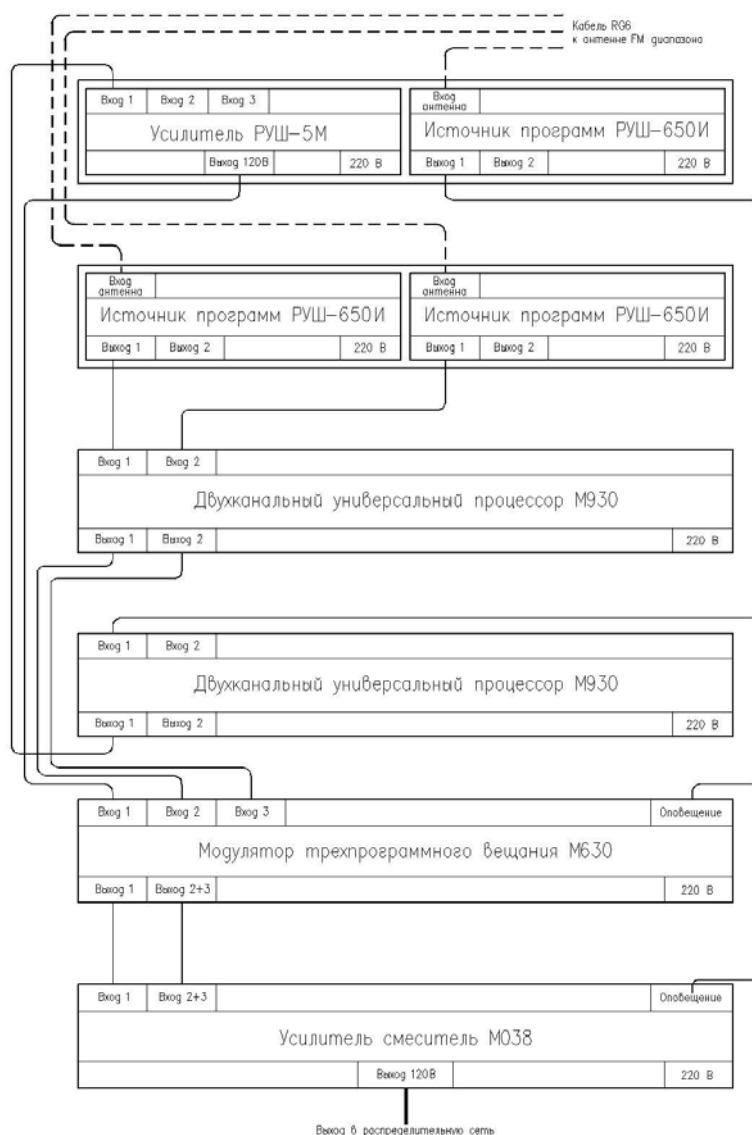 Кабель RG6
к антенне FM диапазона
Вход 1 Вход 2 Вход 3
Усилитель РУШ-5М
Выход 120В 220 В
Вход
антенна
Источник программ РУШ-650И
Выход 1 Выход 2 220 В
Вход
антенна
Источник программ РУШ-650И
Выход 1 Выход 2 220 В
Вход
антенна
Источник программ РУШ-650И
Выход 1 Выход 2 220 В
Вход 1 Вход 2
Двухканальный универсальный процессор М930
Выход 1 Выход 2 220 В
Вход 1 Вход 2
Двухканальный универсальный процессор М930
Выход 1 Выход 2 220 В
Вход 1 Вход 2 Вход 3 Оповещение
Модулятор трехпрограммного вещания М630
Выход 1 Выход 2+3 220 В
Вход 1 Вход 2+3 Оповещение
Усилитель смеситель М038
Выход 120В 220 В
Выход в распределительную сеть